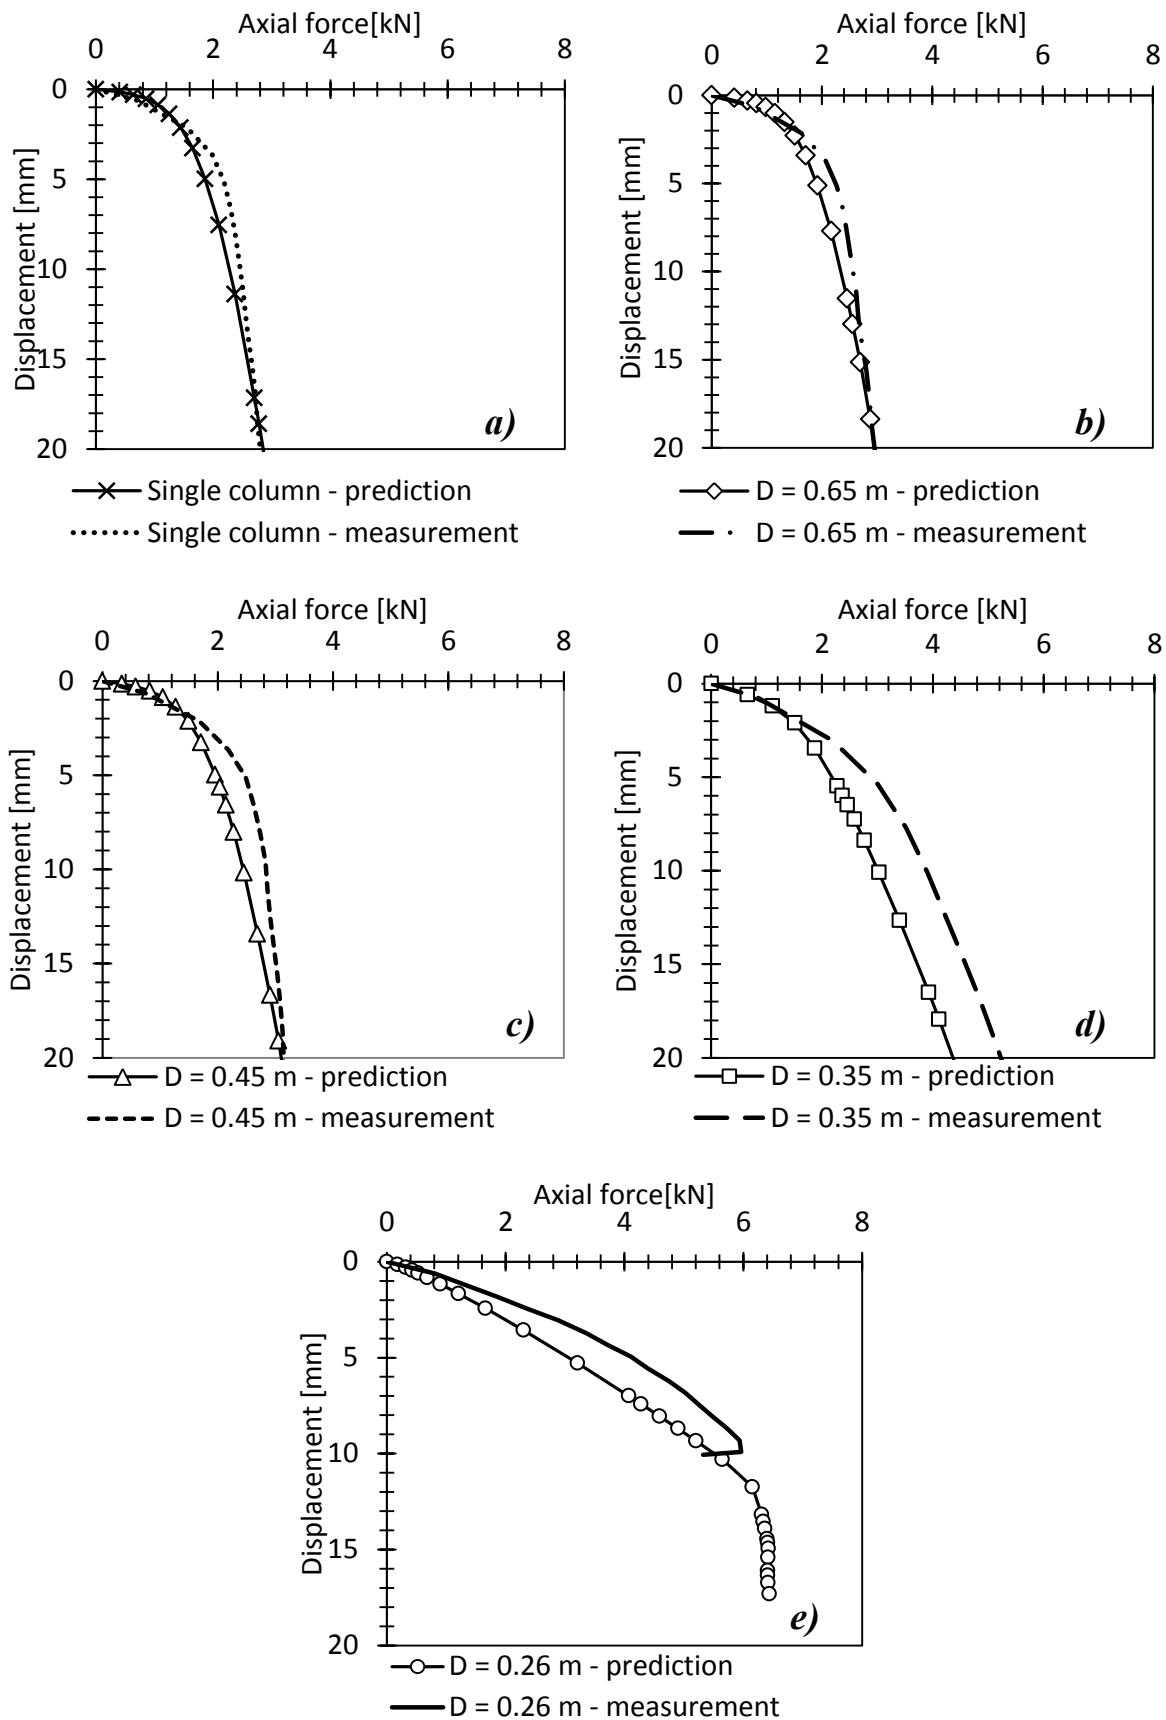 Axial force[kN]
0 2 4 6 8
0
5
10
15
20
Displacement [mm]
a)
Single column - prediction
Single column - measurement
Axial force [kN]
0 2 4 6 8
0
5
10
15
20
Displacement [mm]
b)
D = 0.65 m - prediction
D = 0.65 m - measurement
Axial force [kN]
0 2 4 6 8
0
5
10
15
20
Displacement [mm]
c)
D = 0.45 m - prediction
D = 0.45 m - measurement
Axial force [kN]
0 2 4 6 8
0
5
10
15
20
Displacement [mm]
d)
D = 0.35 m - prediction
D = 0.35 m - measurement
Axial force[kN]
0 2 4 6 8
0
5
10
15
20
Displacement [mm]
e)
D = 0.26 m - prediction
D = 0.26 m - measurement